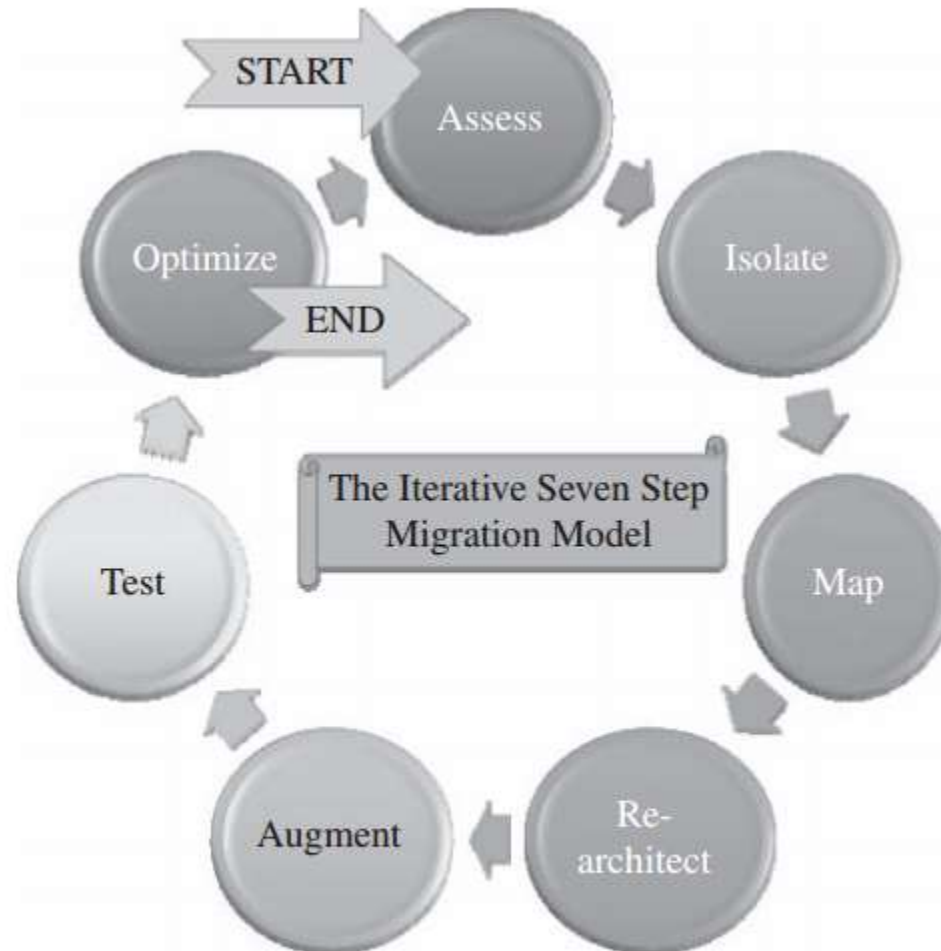 START
Assess
Optimize
Isolate
END
The Iterative Seven Step
Migration Model
Test
Map
Augment
Re-
architect